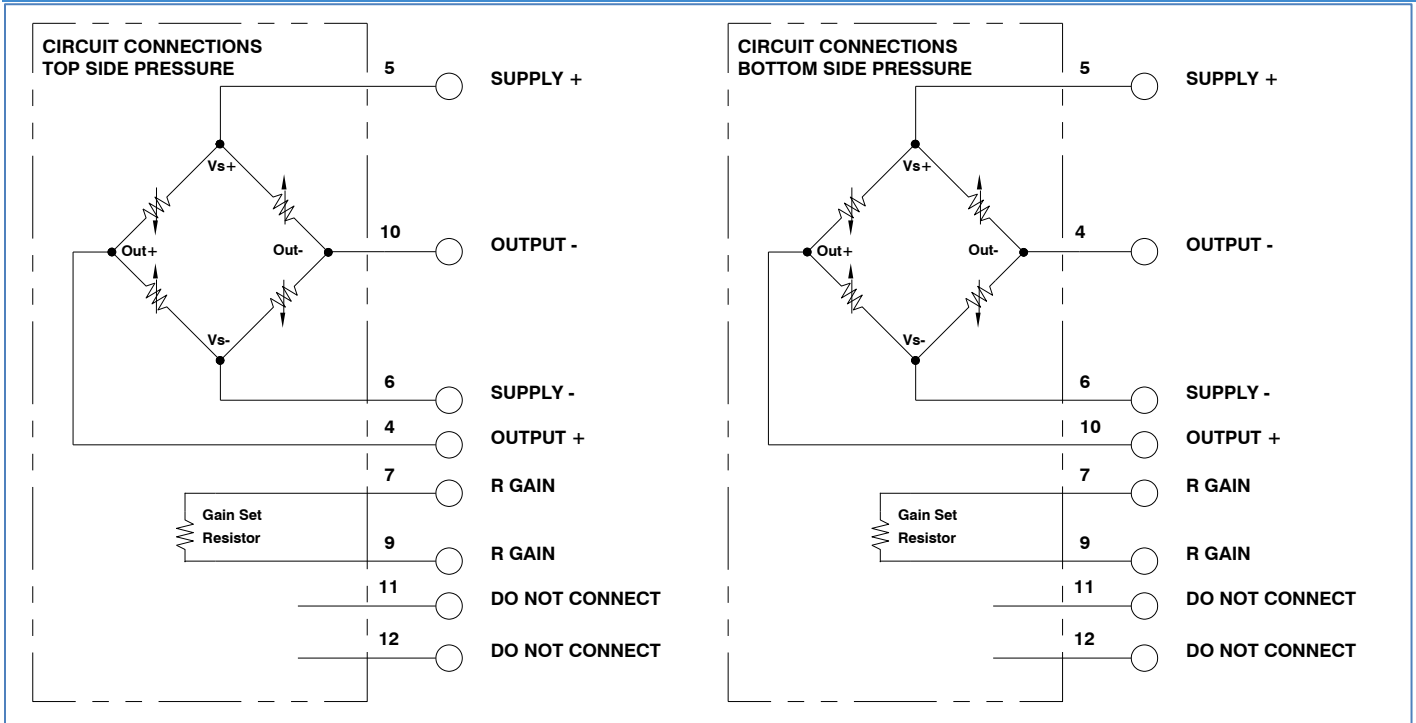 CIRCUIT CONNECTIONS
TOP SIDE PRESSURE
5
SUPPLY +
Vs+
10
OUTPUT -
Out+
Out-
Vs-
6
SUPPLY -
4
OUTPUT +
7
R GAIN
Gain Set
Resistor
9
R GAIN
11
DO NOT CONNECT
12
DO NOT CONNECT
CIRCUIT CONNECTIONS
BOTTOM SIDE PRESSURE
5
SUPPLY +
Vs+
4
OUTPUT -
Out+
Out-
Vs-
6
SUPPLY -
10
OUTPUT +
7
R GAIN
Gain Set
Resistor
9
R GAIN
11
DO NOT CONNECT
12
DO NOT CONNECT